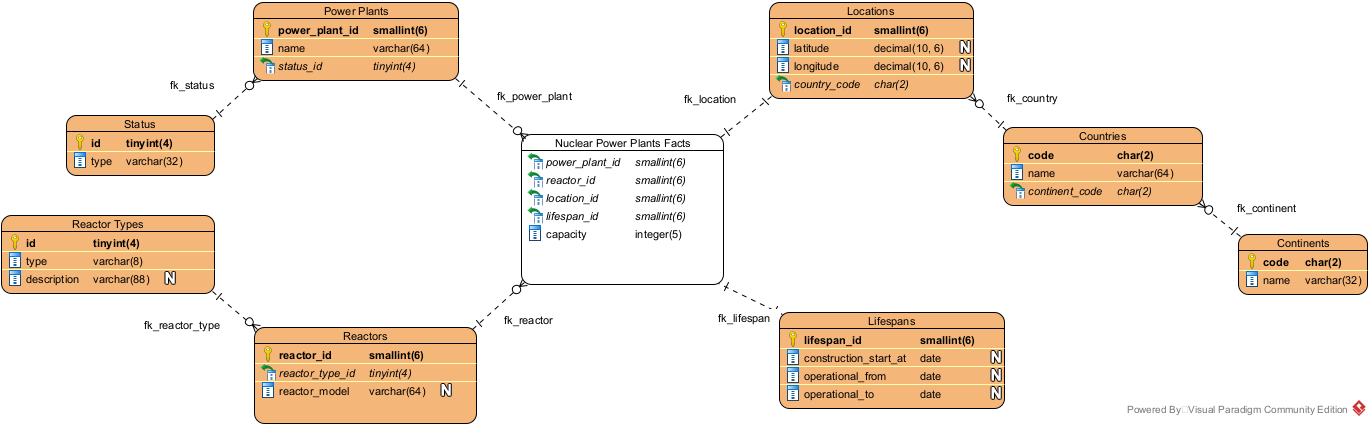 Power Plants
power_plant_id smallint(6)
name varchar(64)
status_id tinyint(4)
fk_status
Status
id tinyint(4)
type varchar(32)
fk_power_plant
Locations
location_id smallint(6)
latitude decimal(10, 6) N
longitude decimal(10, 6) N
country_code char(2)
fk_location
fk_country
Nuclear Power Plants Facts
power_plant_id smallint(6)
reactor_id smallint(6)
location_id smallint(6)
lifespan_id smallint(6)
capacity integer(5)
Countries
code char(2)
name varchar(64)
continent_code char(2)
fk_continent
Continents
code char(2)
name varchar(32)
Reactor Types
id tinyint(4)
type varchar(8)
description varchar(88) N
fk_reactor_type
fk_reactor
Reactors
reactor_id smallint(6)
reactor_type_id tinyint(4)
reactor_model varchar(64) N
fk_lifespan
Lifespans
lifespan_id smallint(6)
construction_start_at date N
operational_from date N
operational_to date N
Powered By Visual Paradigm Community Edition